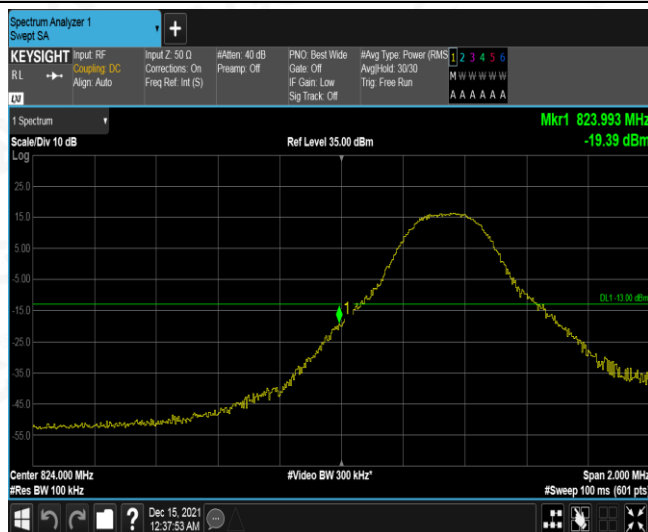 Spectrum Analyzer 1
Swept SA
+
KEYSIGHT
RL
LXI
Input: RF
Coupling: DC
Align: Auto
Input Z: 50 Ω
Corrections: On
Freq Ref: Int (S)
#Atten: 40 dB
Preamp: Off
PNO: Best Wide
Gate: Off
IF Gain: Low
Sig Track: Off
#Avg Type: Power (RMS
Avg|Hold: 30/30
Trig: Free Run
1 2 3 4 5 6
M W W W W W
A A A A A A
1 Spectrum
Mkr1 823.993 MHz
-19.39 dBm
Scale/Div 10 dB
Ref Level 35.00 dBm
Log
25.0
15.0
5.00
-5.00
-15.0
-25.0
-35.0
-45.0
-55.0
1
DL1 -13.00 dBm
Center 824.000 MHz
#Video BW 300 kHz*
Span 2.000 MHz
#Res BW 100 kHz
#Sweep 100 ms (601 pts)
?
Dec 15, 2021
12:37:53 AM